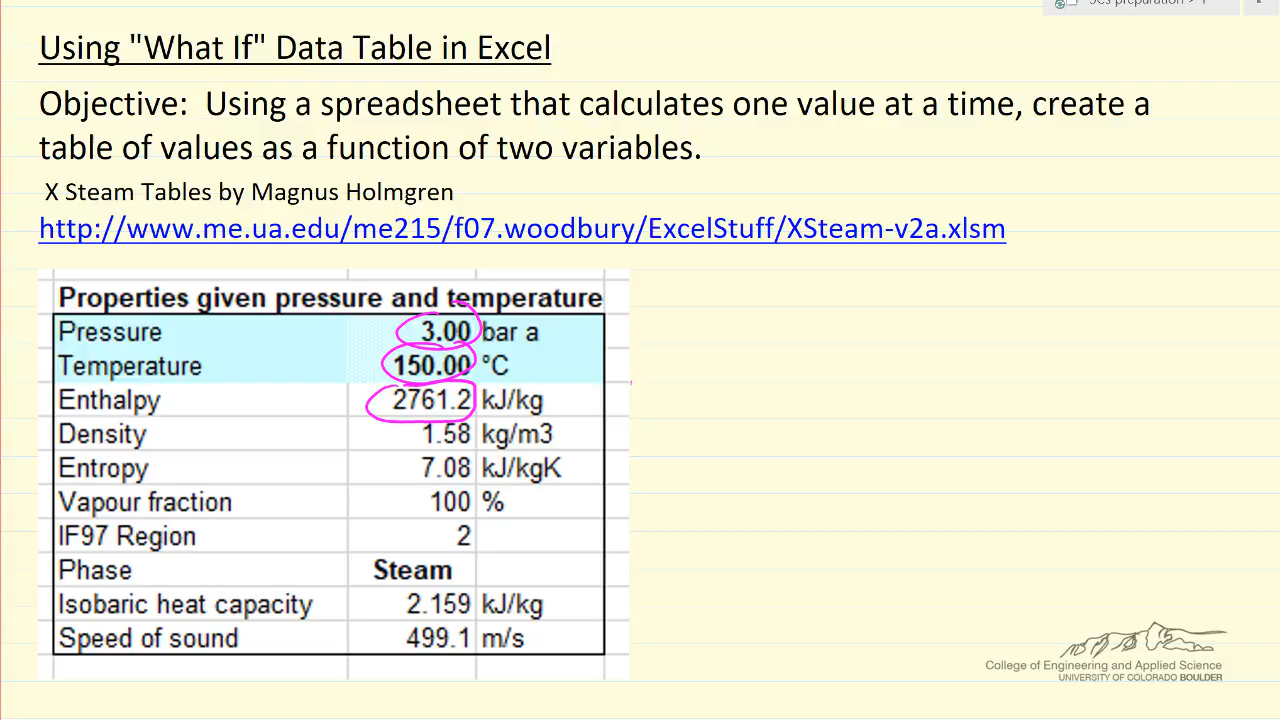 Using "What If" Data Table in Excel
Objective: Using a spreadsheet that calculates one value at a time, create a
table of values as a function of two variables.
X Steam Tables by Magnus Holmgren
http://www.me.ua.edu/me215/f07.woodbury/ExcelStuff/XSteam-v2a.xlsm
Properties given pressure and temperature
Pressure 3.00 bar a
Temperature 150.00 °C
Enthalpy 2761.2 kJ/kg
Density 1.58 kg/m3
Entropy 7.08 kJ/kgK
Vapour fraction 100 %
IF97 Region 2
Phase Steam
Isobaric heat capacity 2.159 kJ/kg
Speed of sound 499.1 m/s
College of Engineering and Applied Science
UNIVERSITY OF COLORADO BOULDER